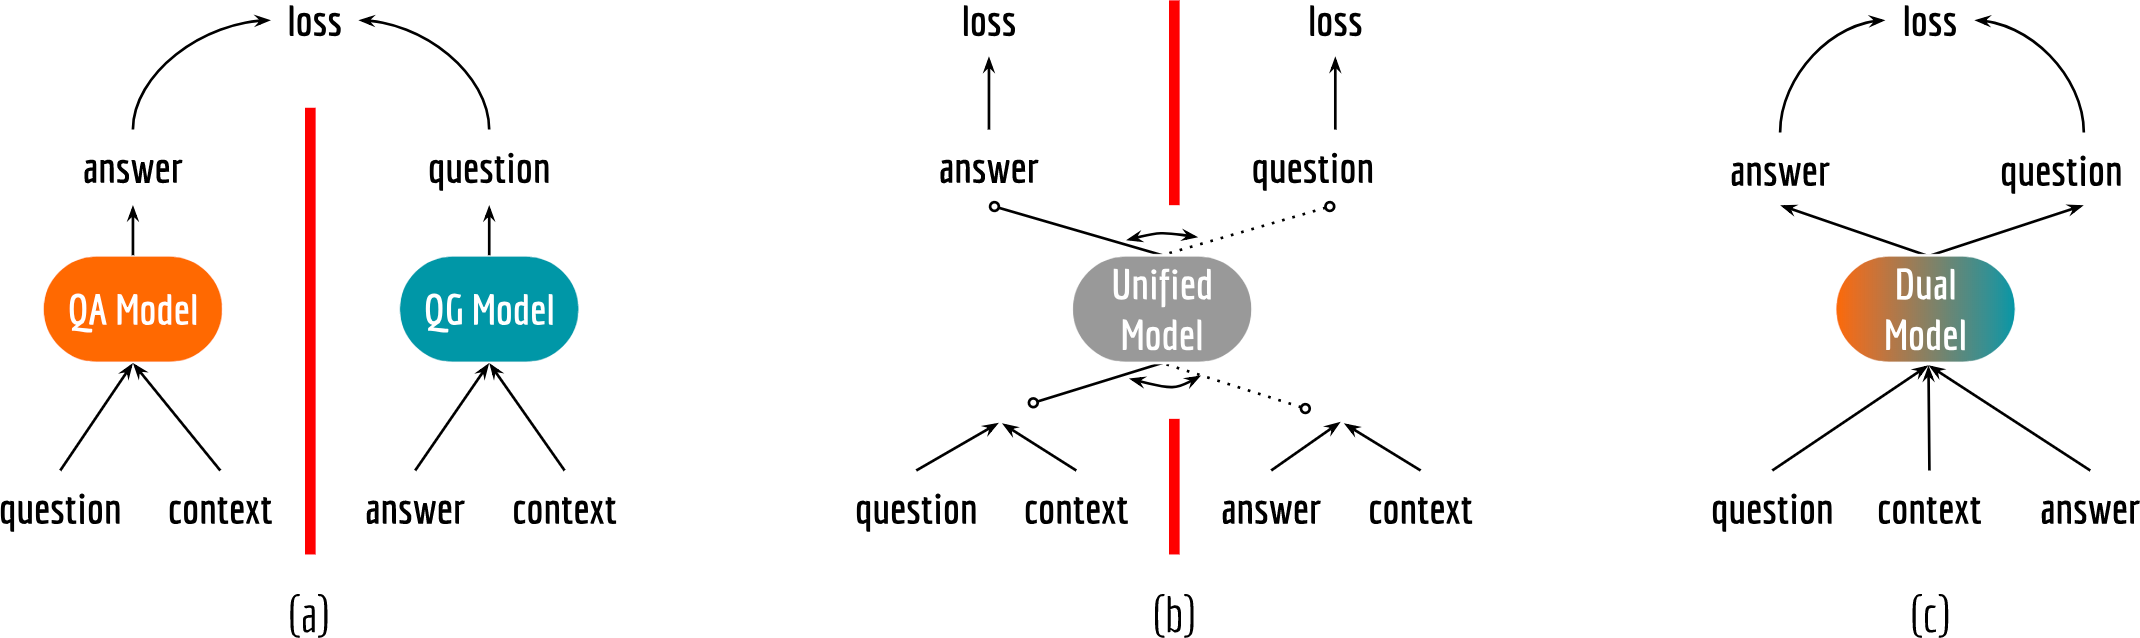 loss
answer
question
QA Model
QG Model
question
context
answer
context
(a)
loss
loss
answer
question
Unified
Model
question
context
answer
context
(b)
loss
answer
question
Dual
Model
question
context
answer
(c)